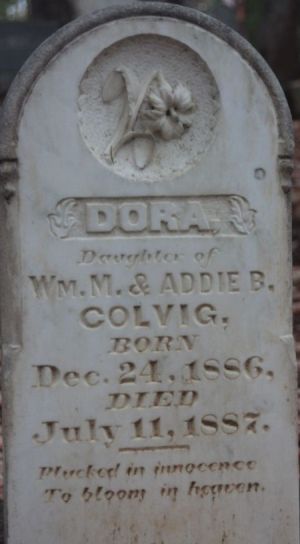 DORA,
Daughter of
WM. M. & ADDIE B.
COLVIG,
BORN
Dec. 24, 1886,
DIED
July 11, 1887.
Plucked in innocence
To bloom in heaven.